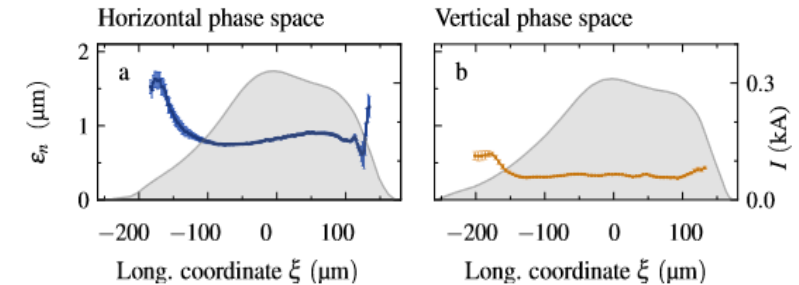 Horizontal phase space
Vertical phase space
a
b
2
1
0
εₙ (μm)
0.3
0.0
I (kA)
−200 −100 0 100
−200 −100 0 100
Long. coordinate ξ (μm)
Long. coordinate ξ (μm)